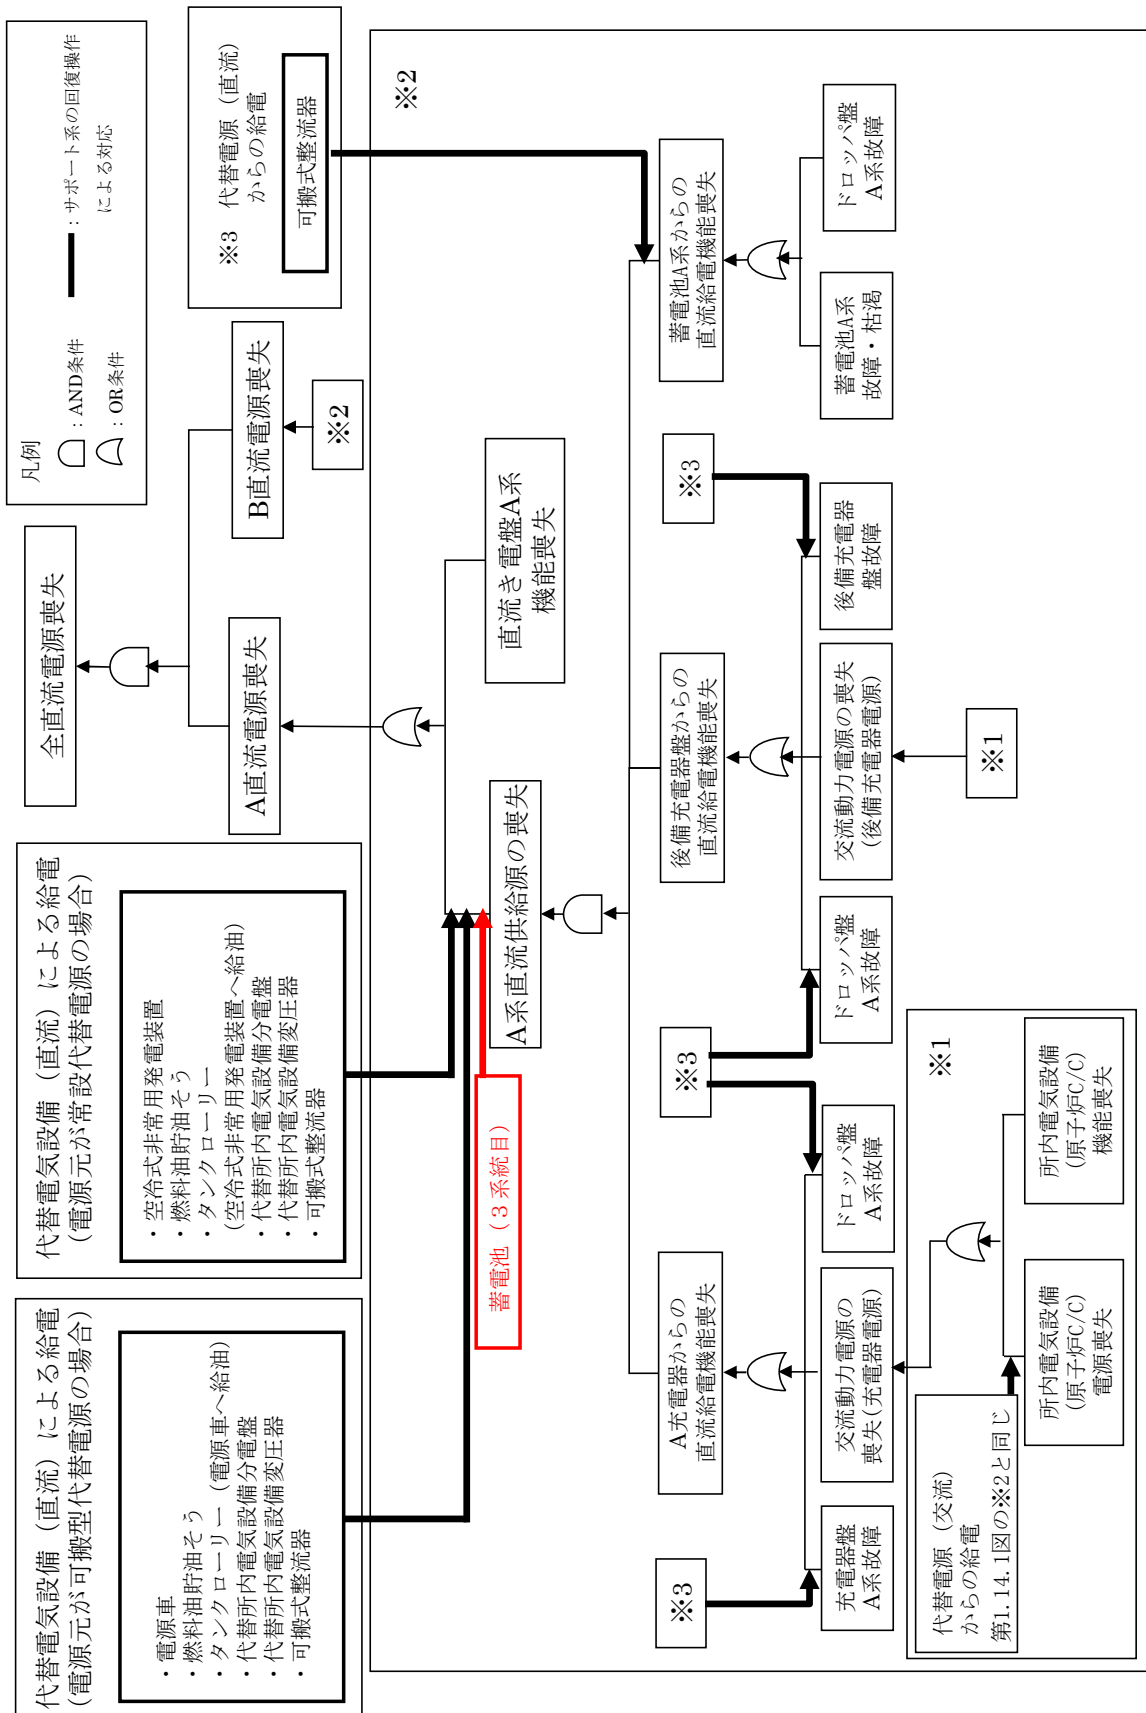 代替電気設備（直流）による給電
(電源元が可搬型代替電源の場合)
・電源車
・燃料油貯油そう
・タンクローリー（電源車へ給油)
・代替所内電気設備分電盤
・代替所内電気設備変圧器
・可搬式整流器
代替電気設備（直流）による給電
(電源元が常設代替電源の場合)
・空冷式非常用発電装置
・燃料油貯油そう
・タンクローリー
(空冷式非常用発電装置へ給油)
・代替所内電気設備分電盤
・代替所内電気設備変圧器
・可搬式整流器
全直流電源喪失
凡例
：AND条件
：OR条件
：サポート系の回復操作
による対応
A直流電源喪失
B直流電源喪失
※2
※3　代替電源（直流）
からの給電
可搬式整流器
※2
蓄電池（3系統目）
A系直流供給源の喪失
直流き電盤A系
機能喪失
A充電器からの
直流給電機能喪失
後備充電器盤からの
直流給電機能喪失
蓄電池A系からの
直流給電機能喪失
※3
※3
※3
充電器盤
A系故障
交流動力電源の
喪失(充電器電源)
ドロッパ盤
A系故障
ドロッパ盤
A系故障
交流動力電源の喪失
(後備充電器電源)
後備充電器
盤故障
蓄電池A系
故障・枯渇
ドロッパ盤
A系故障
※1
※1
代替電源（交流）
からの給電
第1.14.1図の※2と同じ
所内電気設備
(原子炉C/C)
電源喪失
所内電気設備
(原子炉C/C)
機能喪失